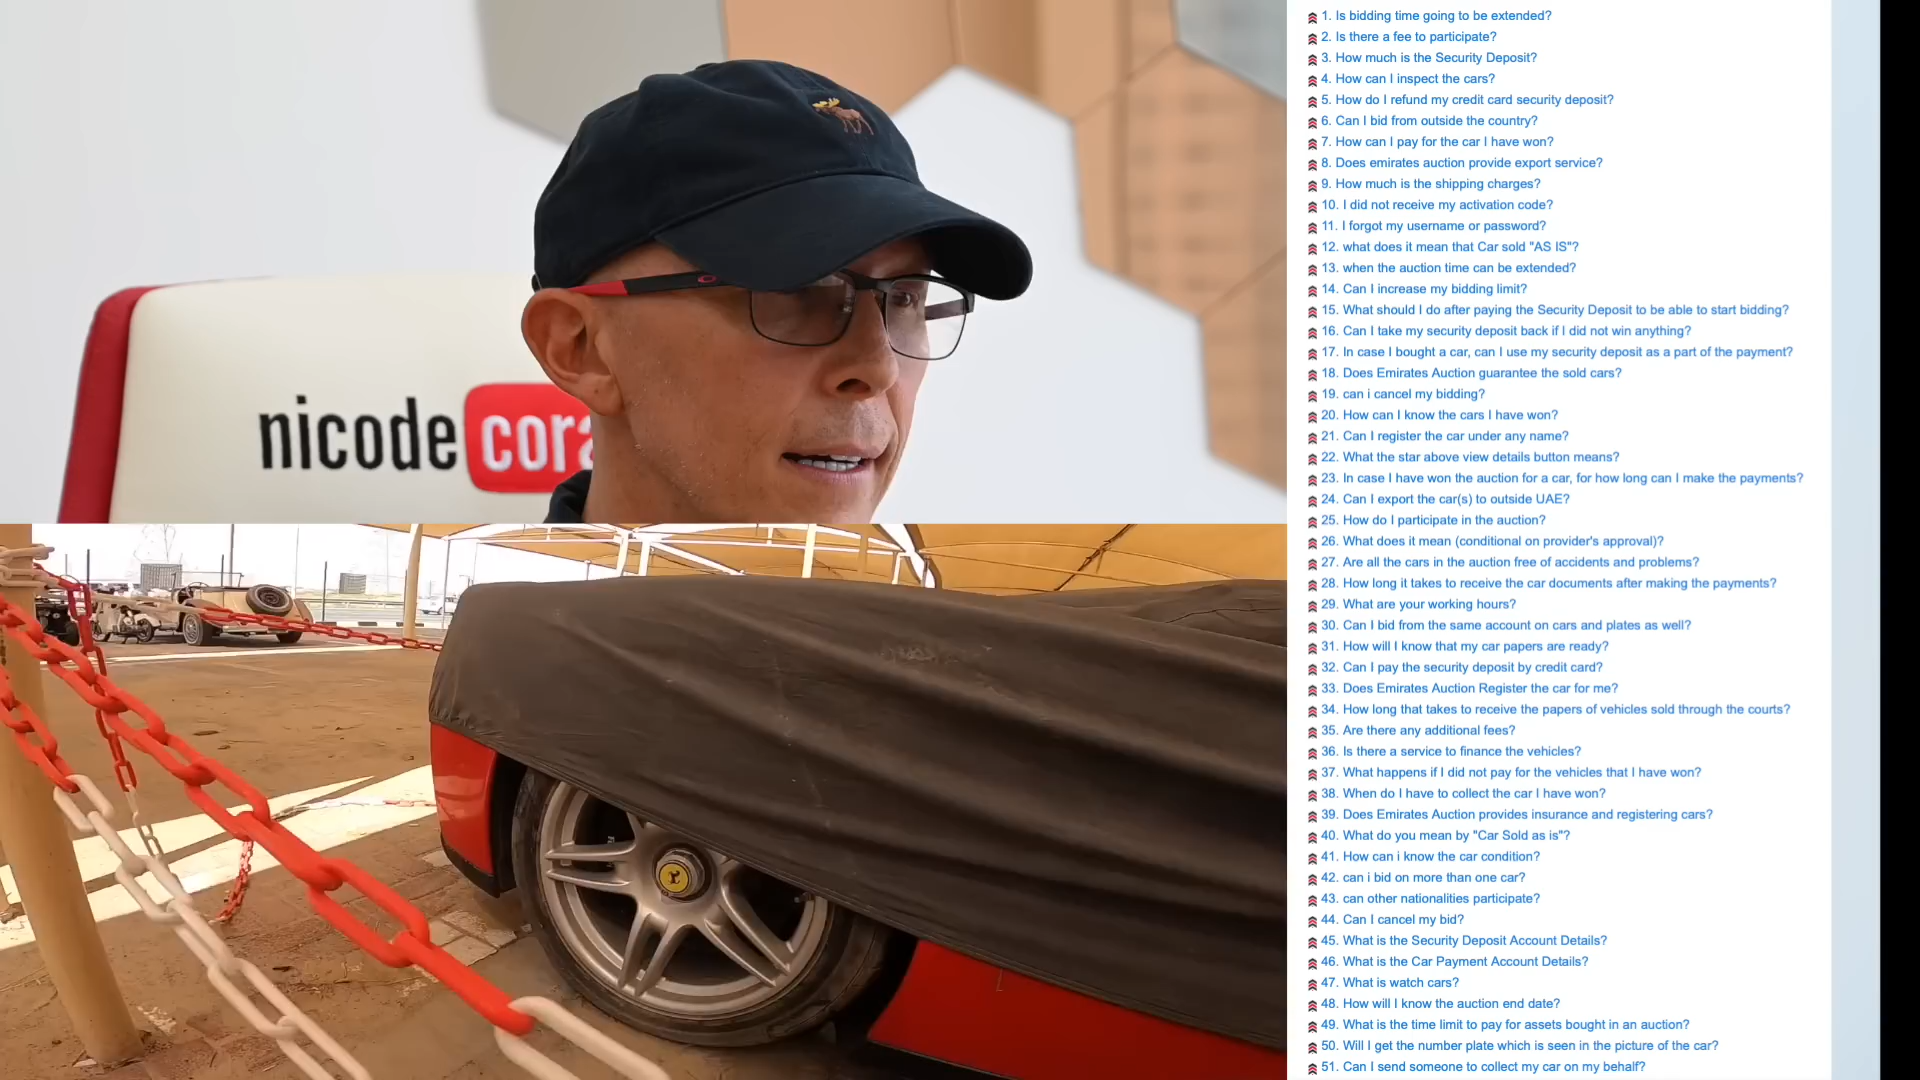 nicode
1. Is bidding time going to be extended?
2. Is there a fee to participate?
3. How much is the Security Deposit?
4. How can I inspect the cars?
5. How do I refund my credit card security deposit?
6. Can I bid from outside the country?
7. How can I pay for the car I have won?
8. Does emirates auction provide export service?
9. How much is the shipping charges?
10. I did not receive my activation code?
11. I forgot my username or password?
12. what does it mean that Car sold "AS IS"?
13. when the auction time can be extended?
14. Can I increase my bidding limit?
15. What should I do after paying the Security Deposit to be able to start bidding?
16. Can I take my security deposit back if I did not win anything?
17. In case I bought a car, can I use my security deposit as a part of the payment?
18. Does Emirates Auction guarantee the sold cars?
19. can i cancel my bidding?
20. How can I know the cars I have won?
21. Can I register the car under any name?
22. What the star above view details button means?
23. In case I have won the auction for a car, for how long can I make the payments?
24. Can I export the car(s) to outside UAE?
25. How do I participate in the auction?
26. What does it mean (conditional on provider's approval)?
27. Are all the cars in the auction free of accidents and problems?
28. How long it takes to receive the car documents after making the payments?
29. What are your working hours?
30. Can I bid from the same account on cars and plates as well?
31. How will I know that my car papers are ready?
32. Can I pay the security deposit by credit card?
33. Does Emirates Auction Register the car for me?
34. How long that takes to receive the papers of vehicles sold through the courts?
35. Are there any additional fees?
36. Is there a service to finance the vehicles?
37. What happens if I did not pay for the vehicles that I have won?
38. When do I have to collect the car I have won?
39. Does Emirates Auction provides insurance and registering cars?
40. What do you mean by "Car Sold as is"?
41. How can i know the car condition?
42. can i bid on more than one car?
43. can other nationalities participate?
44. Can I cancel my bid?
45. What is the Security Deposit Account Details?
46. What is the Car Payment Account Details?
47. What is watch cars?
48. How will I know the auction end date?
49. What is the time limit to pay for assets bought in an auction?
50. Will I get the number plate which is seen in the picture of the car?
51. Can I send someone to collect my car on my behalf?